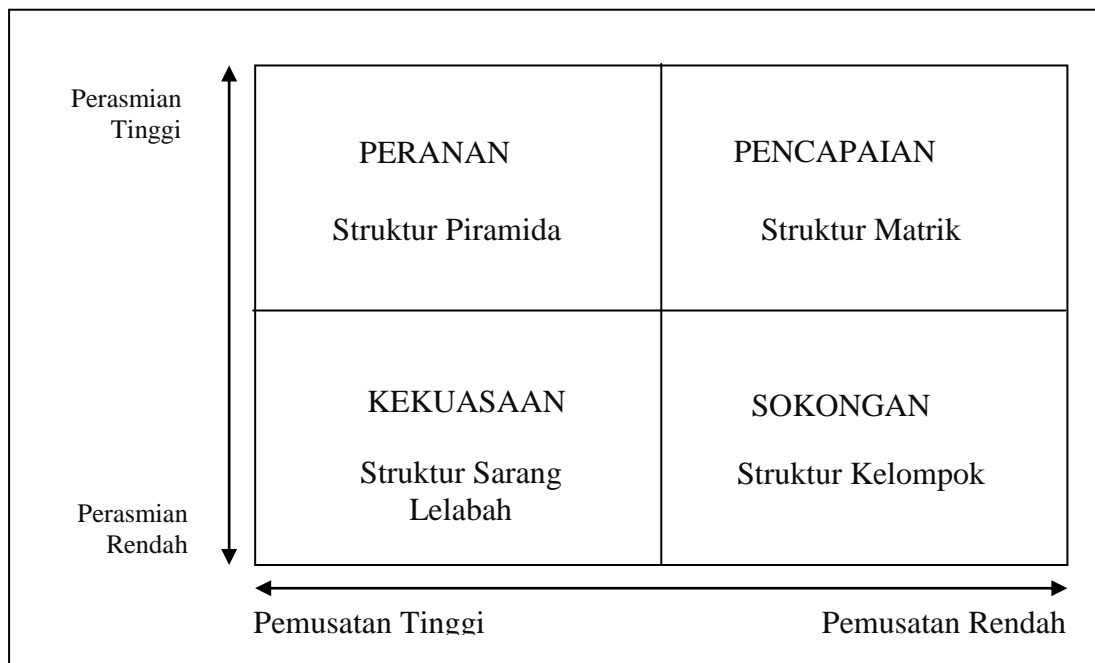 Perasmian
Tinggi
PERANAN
Struktur Piramida
PENCAPAIAN
Struktur Matrik
KEKUASAAN
Struktur Sarang
Lelabah
SOKONGAN
Struktur Kelompok
Perasmian
Rendah
Pemusatan Tinggi
Pemusatan Rendah